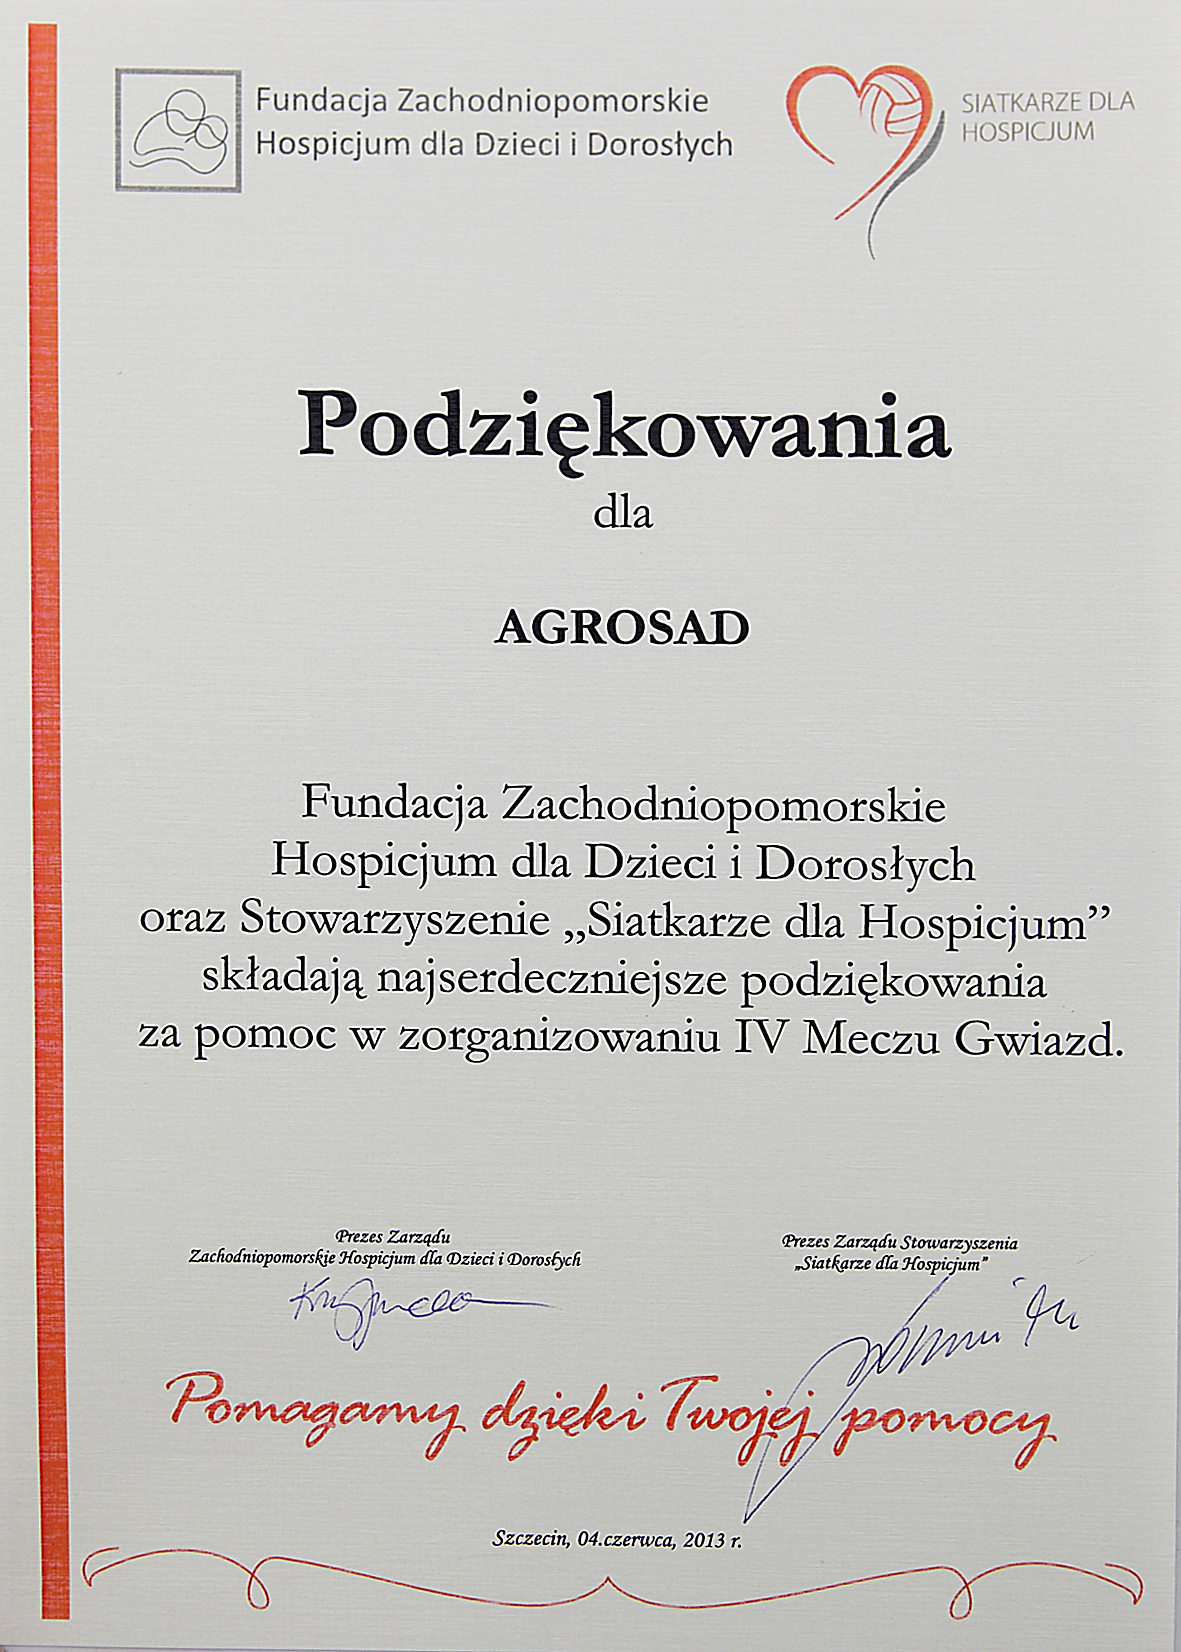 Fundacja Zachodniopomorskie
Hospicjum dla Dzieci i Dorosłych
SIATKARZE DLA
HOSPICJUM
Podziękowania
dla
AGROSAD
Fundacja Zachodniopomorskie
Hospicjum dla Dzieci i Dorosłych
oraz Stowarzyszenie „Siatkarze dla Hospicjum”
składają najserdeczniejsze podziękowania
za pomoc w zorganizowaniu IV Meczu Gwiazd.
Prezes Zarządu
Zachodniopomorskie Hospicjum dla Dzieci i Dorosłych
Prezes Zarządu Stowarzyszenia
„Siatkarze dla Hospicjum”
Pomagamy dzięki Twojej pomocy
Szczecin, 04.czerwca, 2013 r.